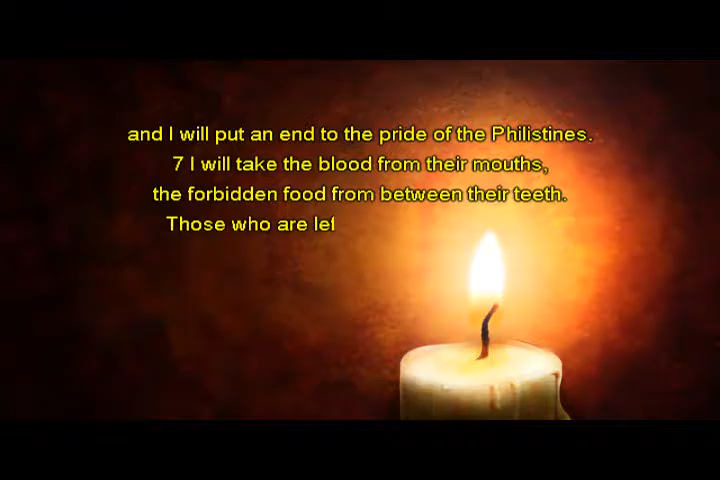 and I will put an end to the pride of the Philistines.
7 I will take the blood from their mouths,
the forbidden food from between their teeth.
Those who are lef